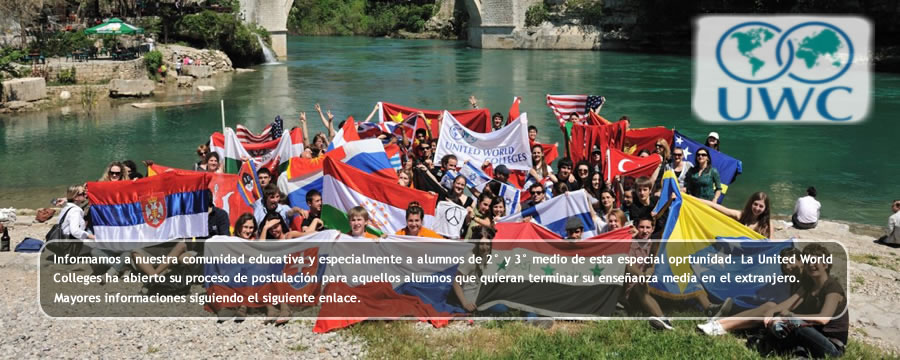 UWC
UNITED WORLD
COLLEGES
Informamos a nuestra comunidad educativa y especialmente a alumnos de 2° y 3° medio de esta especial oprtunidad. La United World
Colleges ha abierto su proceso de postulación para aquellos alumnos que quieran terminar su enseñanza media en el extranjero.
Mayores informaciones siguiendo el siguiente enlace.